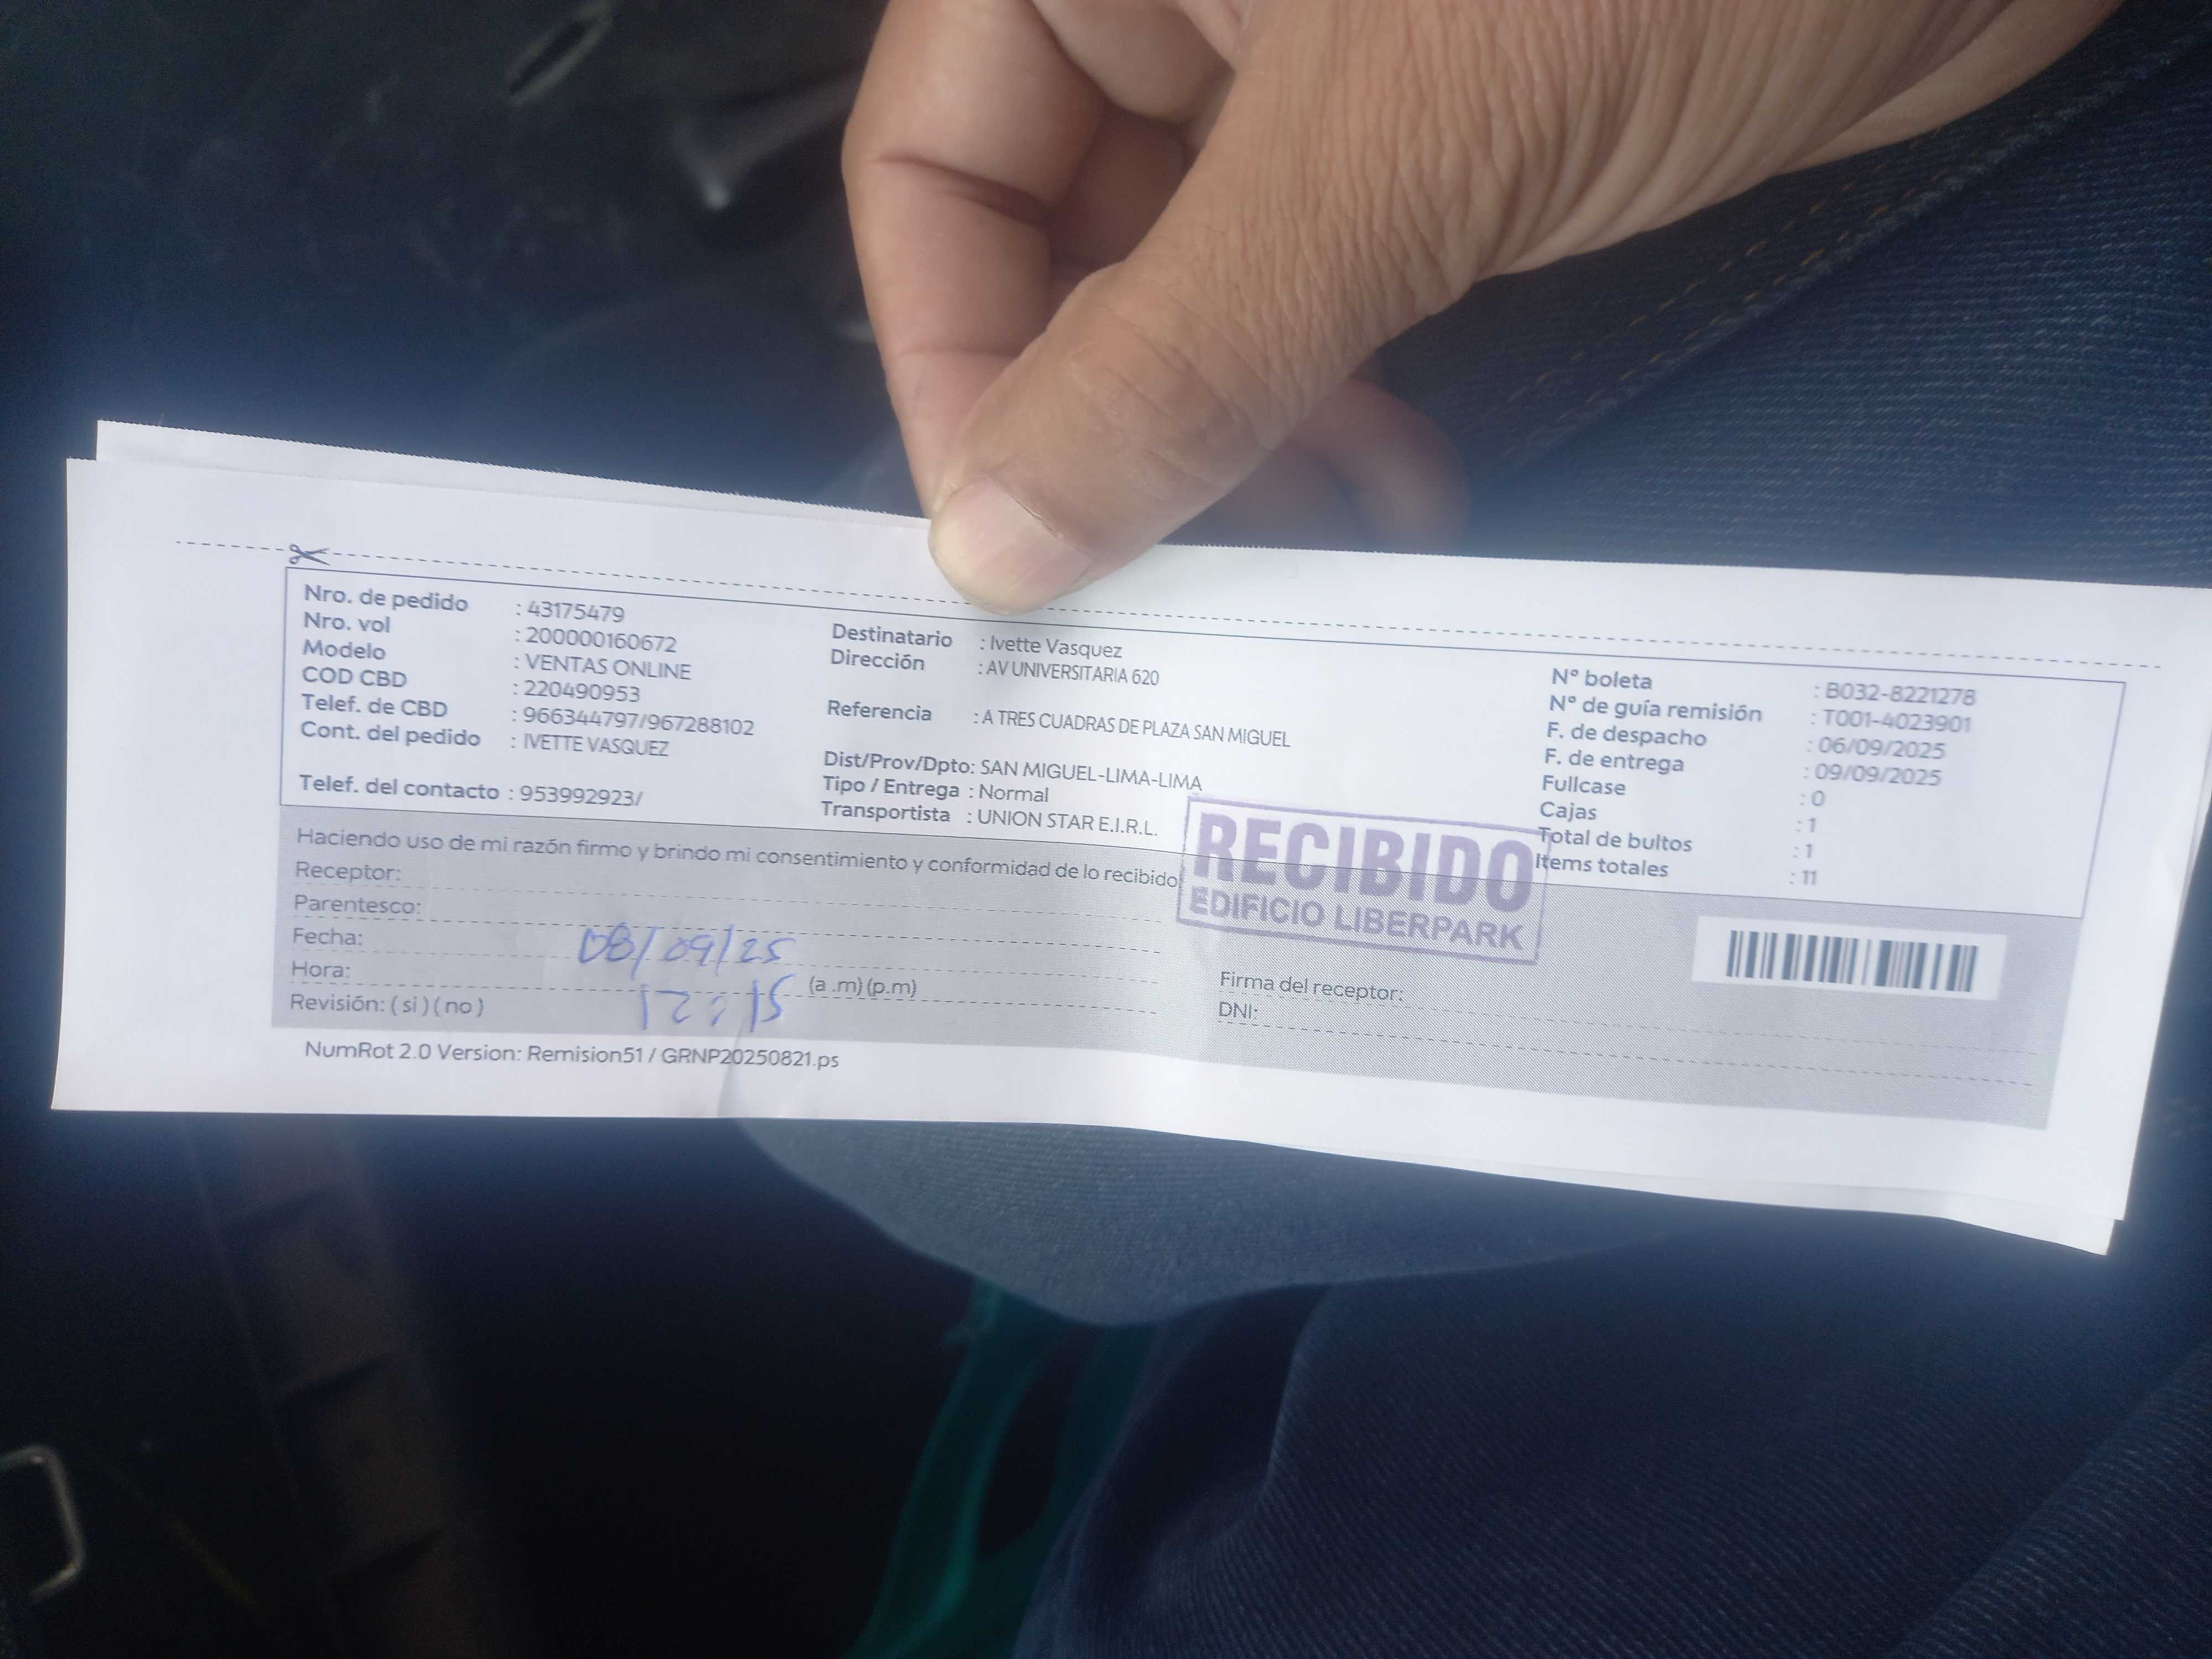 Nro. de pedido : 43175479
Nro. vol : 200000160672
Modelo : VENTAS ONLINE
COD CBD : 220490953
Telef. de CBD : 966344797/967288102
Cont. del pedido : IVETTE VASQUEZ
Telef. del contacto : 953992923/
Destinatario : Ivette Vasquez
Dirección : AV UNIVERSITARIA 620
Referencia : A TRES CUADRAS DE PLAZA SAN MIGUEL
Dist/Prov/Dpto: SAN MIGUEL-LIMA-LIMA
Tipo / Entrega : Normal
Transportista : UNION STAR E.I.R.L.
N° boleta : B032-8221278
N° de guía remisión : T001-4023901
F. de despacho : 06/09/2025
F. de entrega : 09/09/2025
Fullcase : 0
Cajas : 1
Total de bultos : 1
Items totales : 11
Haciendo uso de mi razón firmo y brindo mi consentimiento y conformidad de lo recibido
RECIBIDO
EDIFICIO LIBERPARK
Receptor:
Parentesco:
Fecha: 08/09/25
Hora: 12:15 (a .m) (p.m)
Revisión: ( si ) ( no )
Firma del receptor:
DNI:
NumRot 2.0 Version: Remision51 / GRNP20250821.ps